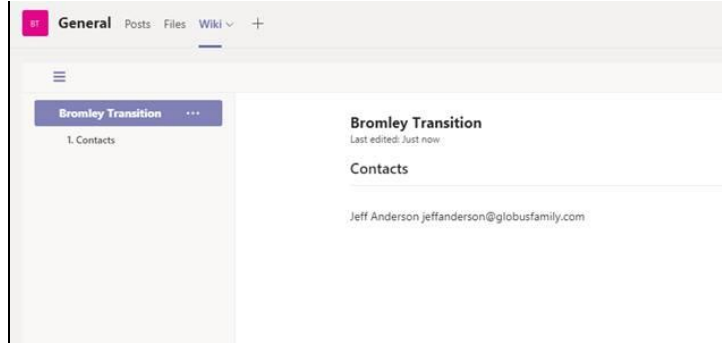 BT General Posts Files Wiki
Bromley Transition ...
1. Contacts
Bromley Transition
Last edited: Just now
Contacts
Jeff Anderson jeffanderson@globusfamily.com